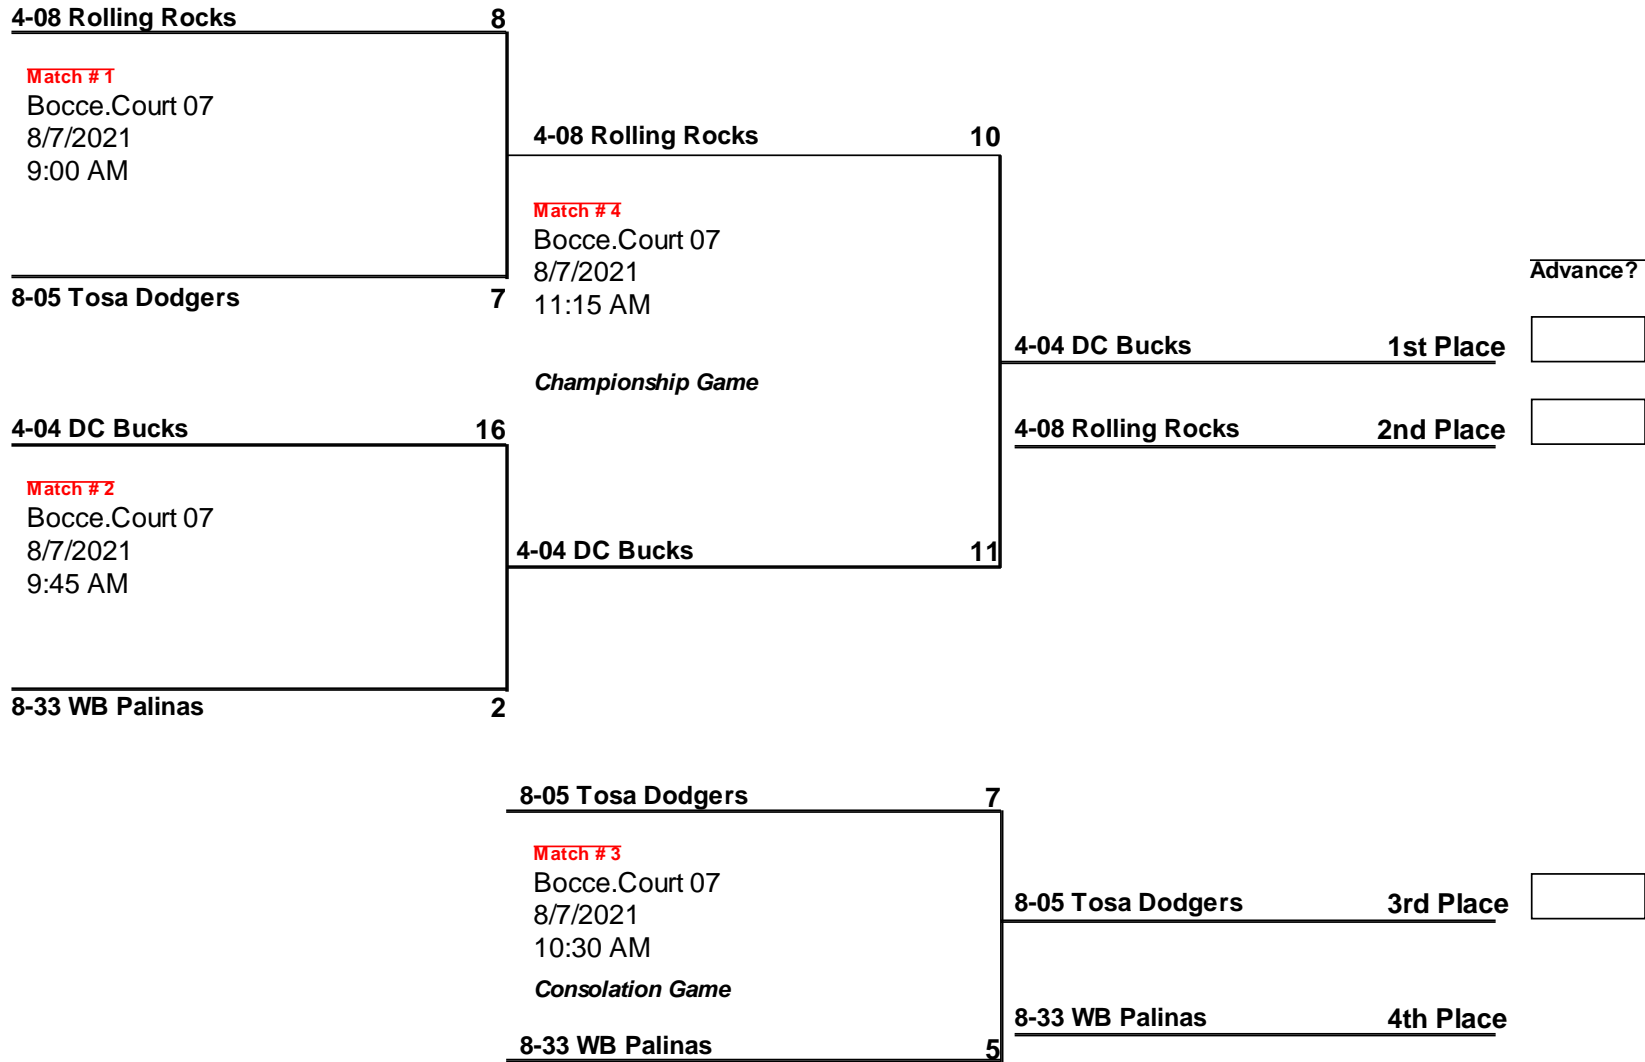 4-08 Rolling Rocks 8
Match # 1
Bocce.Court 07
8/7/2021
9:00 AM
8-05 Tosa Dodgers 7
4-04 DC Bucks 16
Match # 2
Bocce.Court 07
8/7/2021
9:45 AM
8-33 WB Palinas 2
4-08 Rolling Rocks 10
Match # 4
Bocce.Court 07
8/7/2021
11:15 AM
Championship Game
4-04 DC Bucks 11
Advance?
4-04 DC Bucks 1st Place
4-08 Rolling Rocks 2nd Place
8-05 Tosa Dodgers 7
Match # 3
Bocce.Court 07
8/7/2021
10:30 AM
Consolation Game
8-33 WB Palinas 5
8-05 Tosa Dodgers 3rd Place
8-33 WB Palinas 4th Place